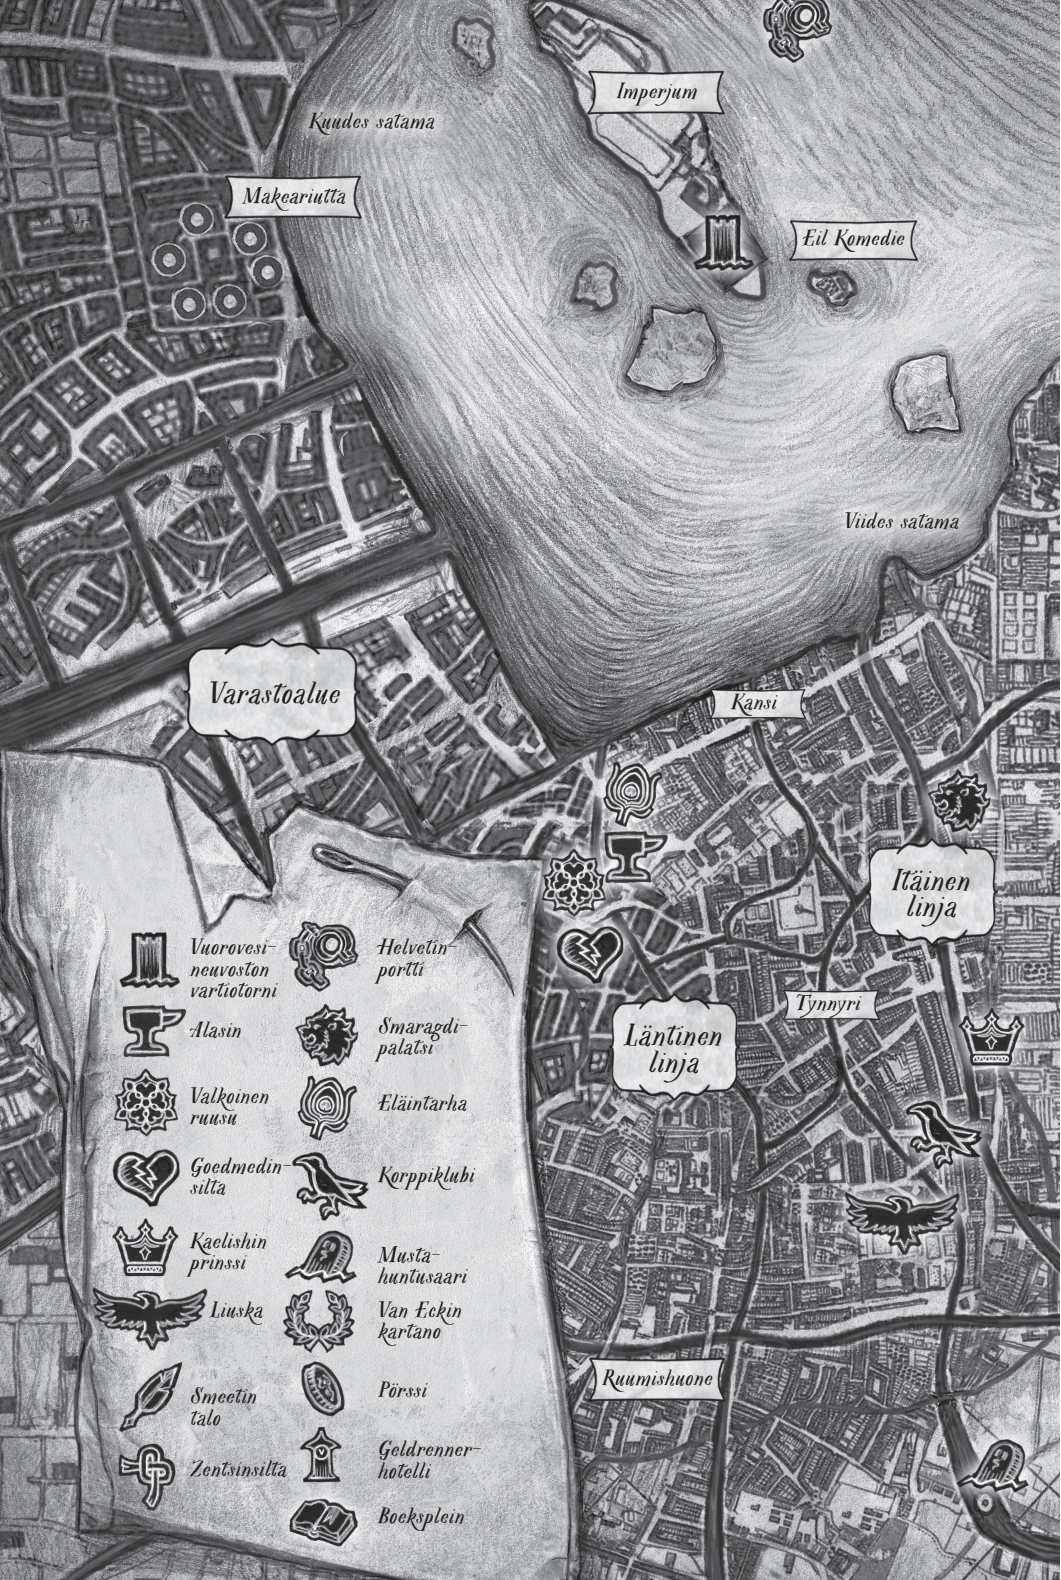 Imperjum
Kuudes satama
Makeariutta
Eil Komedie
Viides satama
Varastoalue
Kansi
Itäinen
linja
Tynnyri
Läntinen
linja
Ruumishuone
Vuorovesi-
neuvoston
vartiotorni
Alasin
Valkoinen
ruusu
Goedmedin-
silta
Kaelishin
prinssi
Liuska
Smeetin
talo
Zentsinsilta
Helvetin-
portti
Smaragdi-
palatsi
Eläintarha
Korppiklubi
Musta-
huntusaari
Van Eckin
kartano
Pörssi
Geldrenner-
hotelli
Boeksplein